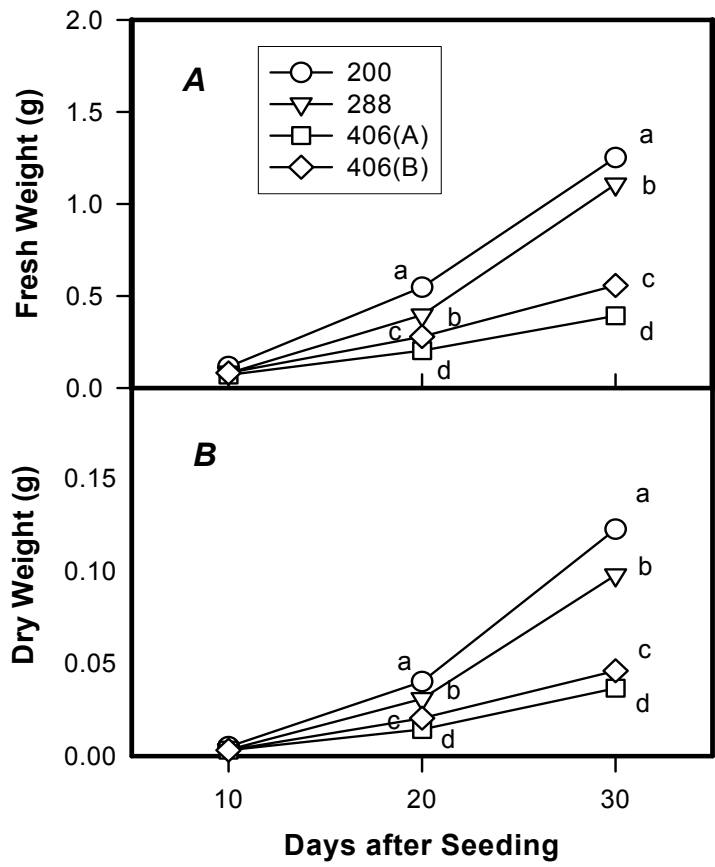 2.0
A
200
288
406(A)
406(B)
1.5
1.0
0.5
0.0
Fresh Weight (g)
a
b
c
d
a
b
c
d
B
0.15
0.10
0.05
0.00
Dry Weight (g)
a
b
c
d
a
b
c
d
10 20 30
Days after Seeding